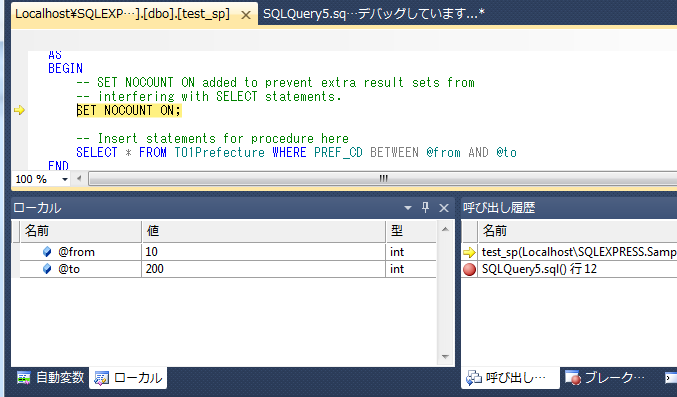 Localhost¥SQLEXP…].[dbo].[test_sp] SQLQuery5.sq…デバッグしています...*
AS
BEGIN
-- SET NOCOUNT ON added to prevent extra result sets from
-- interfering with SELECT statements.
SET NOCOUNT ON;
-- Insert statements for procedure here
SELECT * FROM T01Prefecture WHERE PREF_CD BETWEEN @from AND @to
END
100 %
ローカル
名前 値 型
@from 10 int
@to 200 int
自動変数 ローカル
呼び出し履歴
名前
test_sp(Localhost\SQLEXPRESS.Samp
SQLQuery5.sql() 行 12
呼び出し… ブレーク…